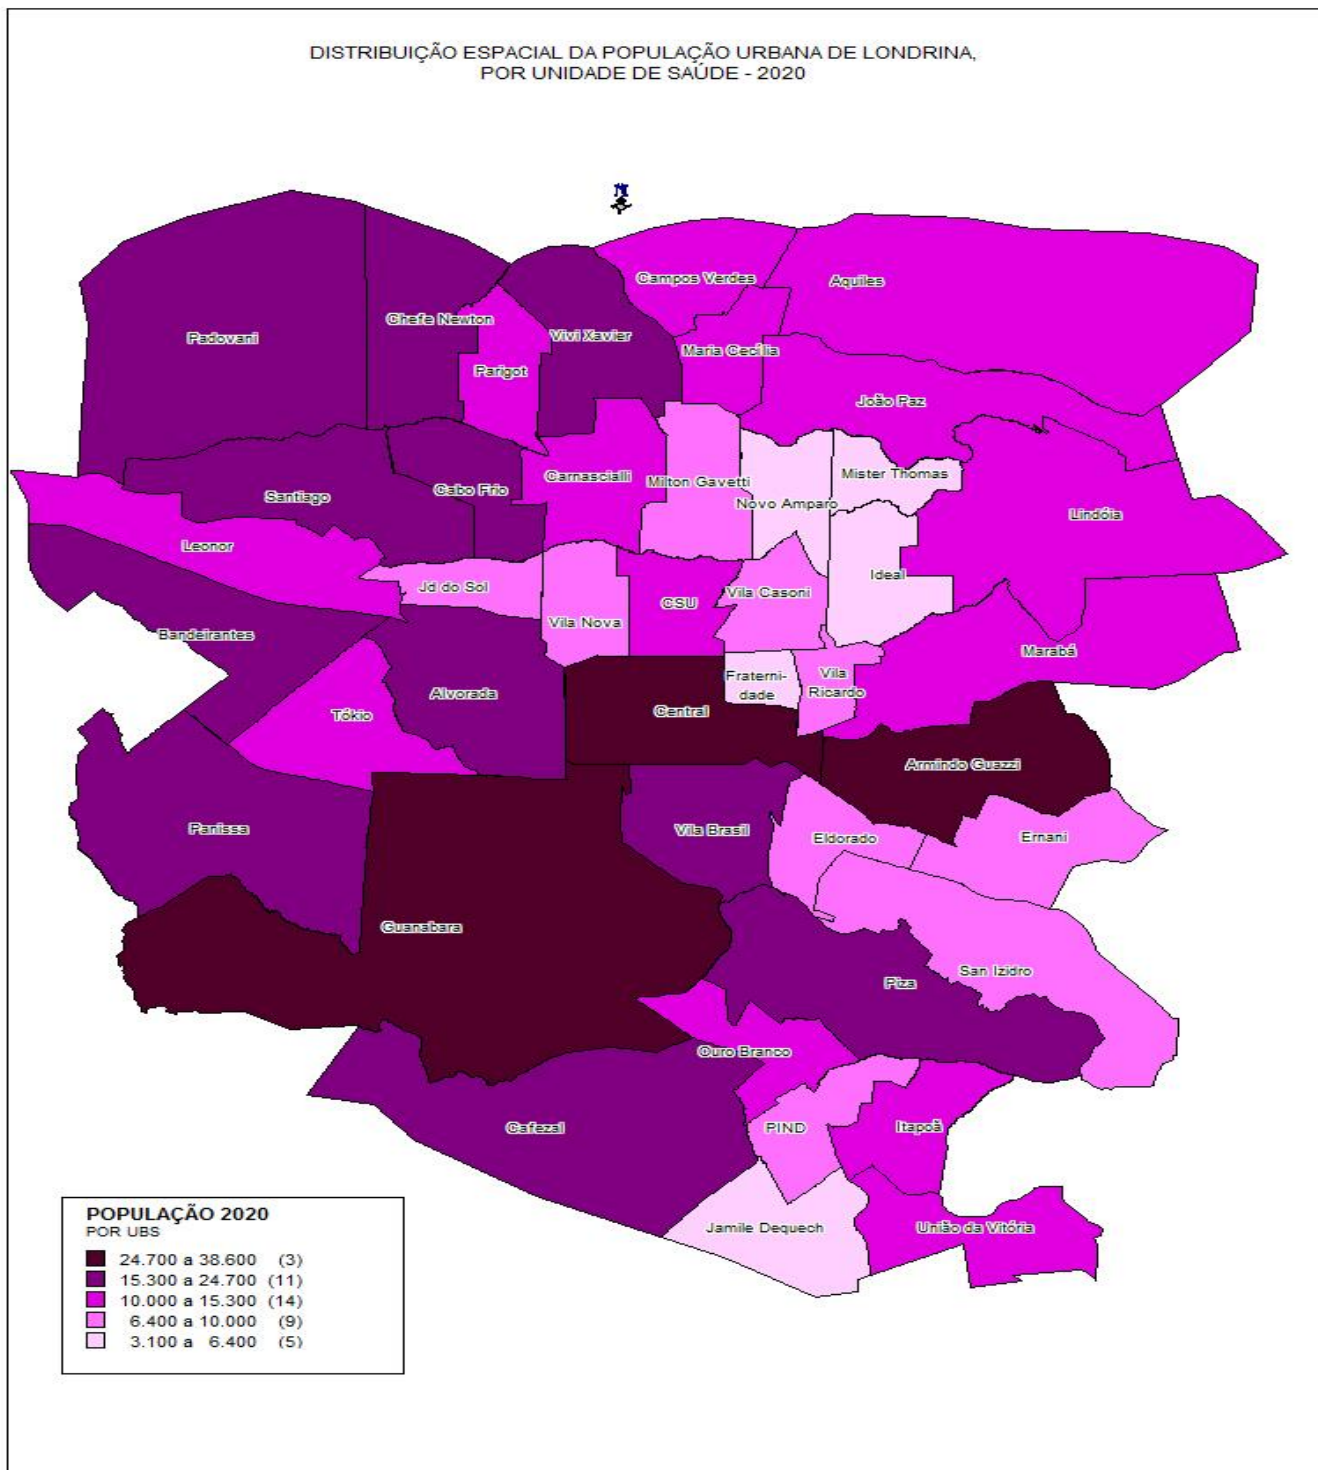 DISTRIBUIÇÃO ESPACIAL DA POPULAÇÃO URBANA DE LONDRINA,
POR UNIDADE DE SAÚDE - 2020
Campos Verdes
Aquiles
Padovani
Chefe Newton
Vivi Xavier
Maria Cecília
Parigot
João Paz
Carnascialli
Milton Gavetti
Mister Thomas
Santiago
Cabo Frio
Novo Amparo
Lindóia
Leonor
Jd do Sol
Ideal
Vila Nova
CSU
Vila Casoni
Bandeirantes
Marabá
Fraterni-
dade
Vila
Ricardo
Alvorada
Tókio
Central
Armindo Guazzi
Panissa
Vila Brasil
Eldorado
Ernani
Guanabara
San Izidro
Piza
Ouro Branco
Cafezal
PIND
Itapoã
Jamile Dequech
União da Vitória
POPULAÇÃO 2020
POR UBS
24.700 a 38.600 (3)
15.300 a 24.700 (11)
10.000 a 15.300 (14)
6.400 a 10.000 (9)
3.100 a 6.400 (5)